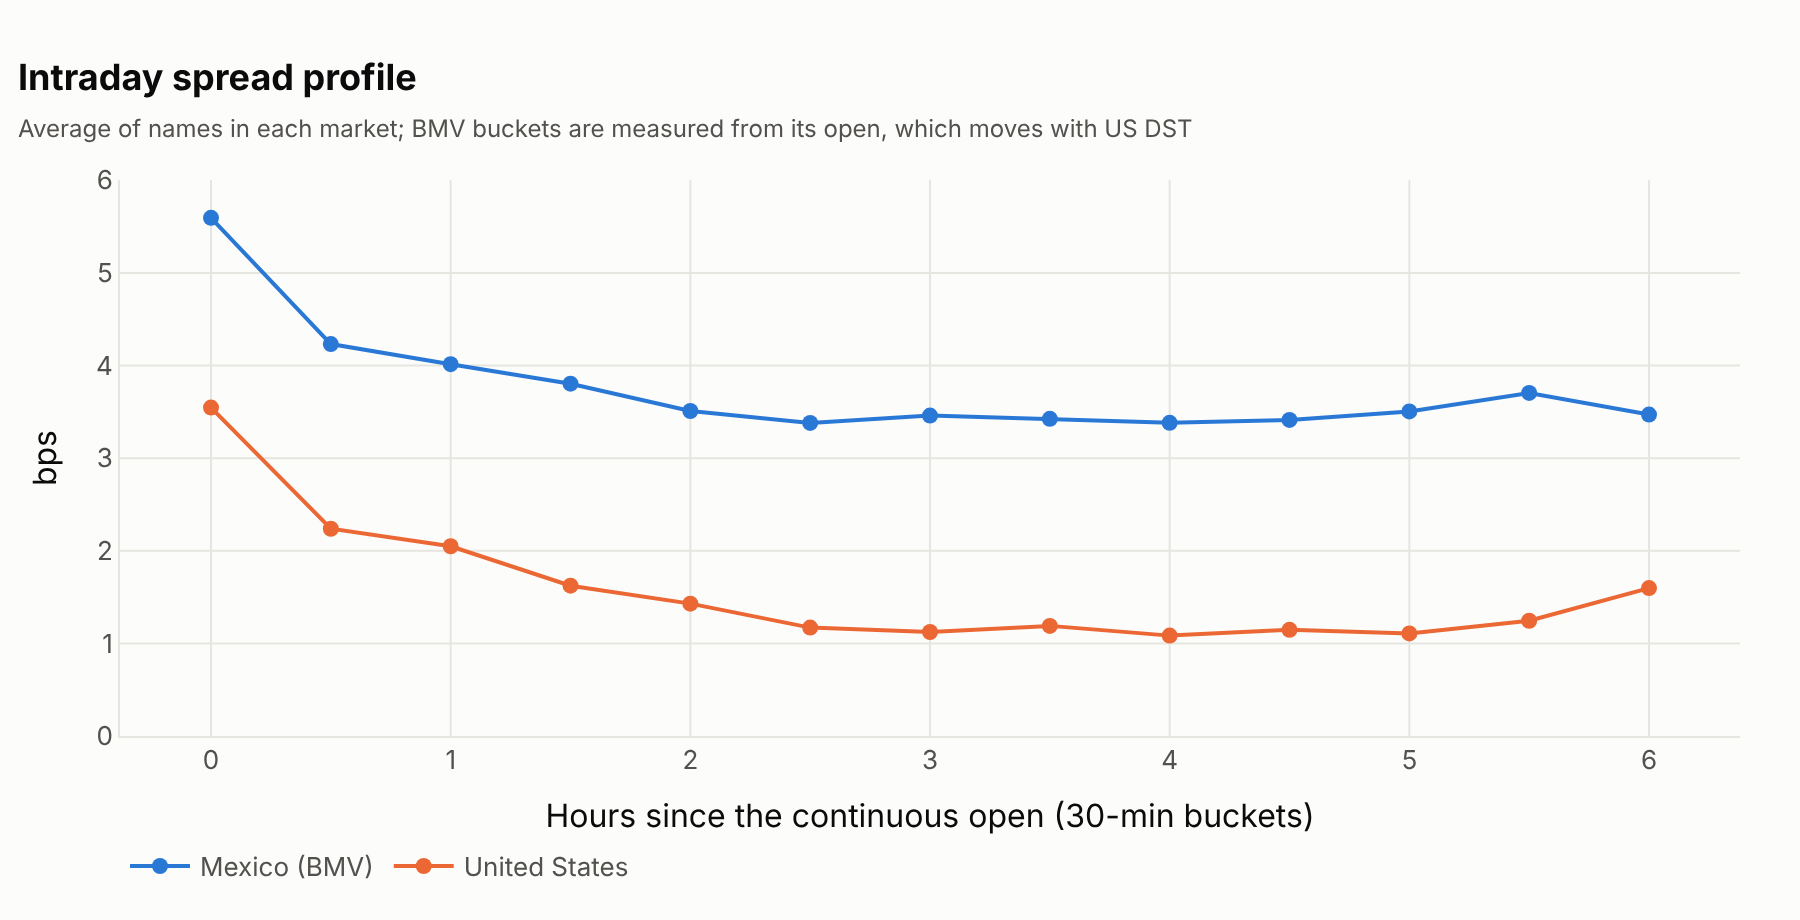 Intraday spread profile
Average of names in each market; BMV buckets are measured from its open, which moves with US DST
6
5
4
3
2
1
0
bps
0 1 2 3 4 5 6
Hours since the continuous open (30-min buckets)
Mexico (BMV) United States